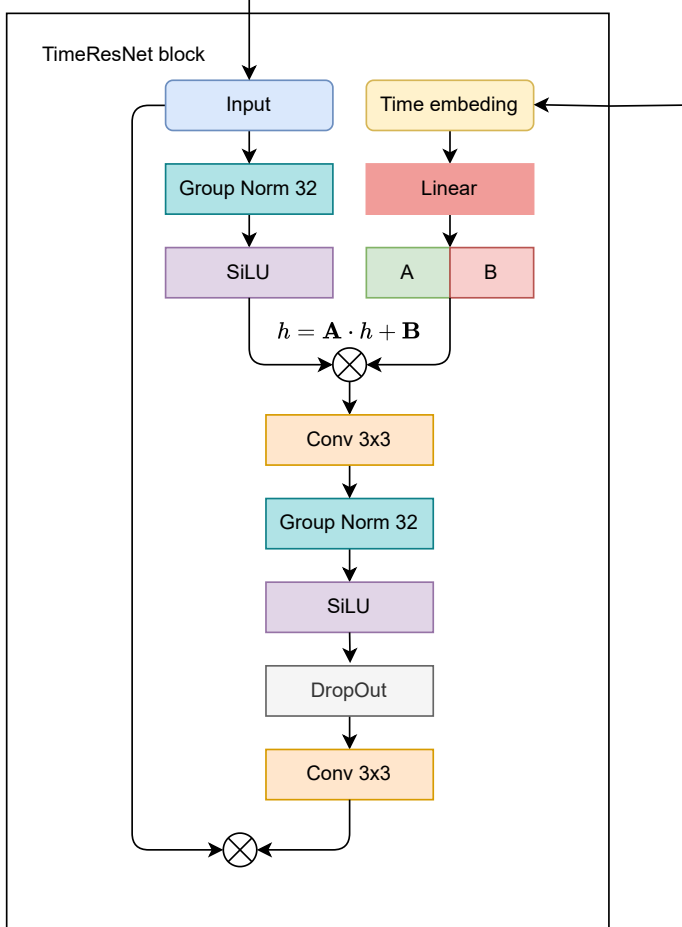 TimeResNet block
Input
Time embeding
Group Norm 32
Linear
SiLU
A
B
h = A · h + B
Conv 3x3
Group Norm 32
SiLU
DropOut
Conv 3x3